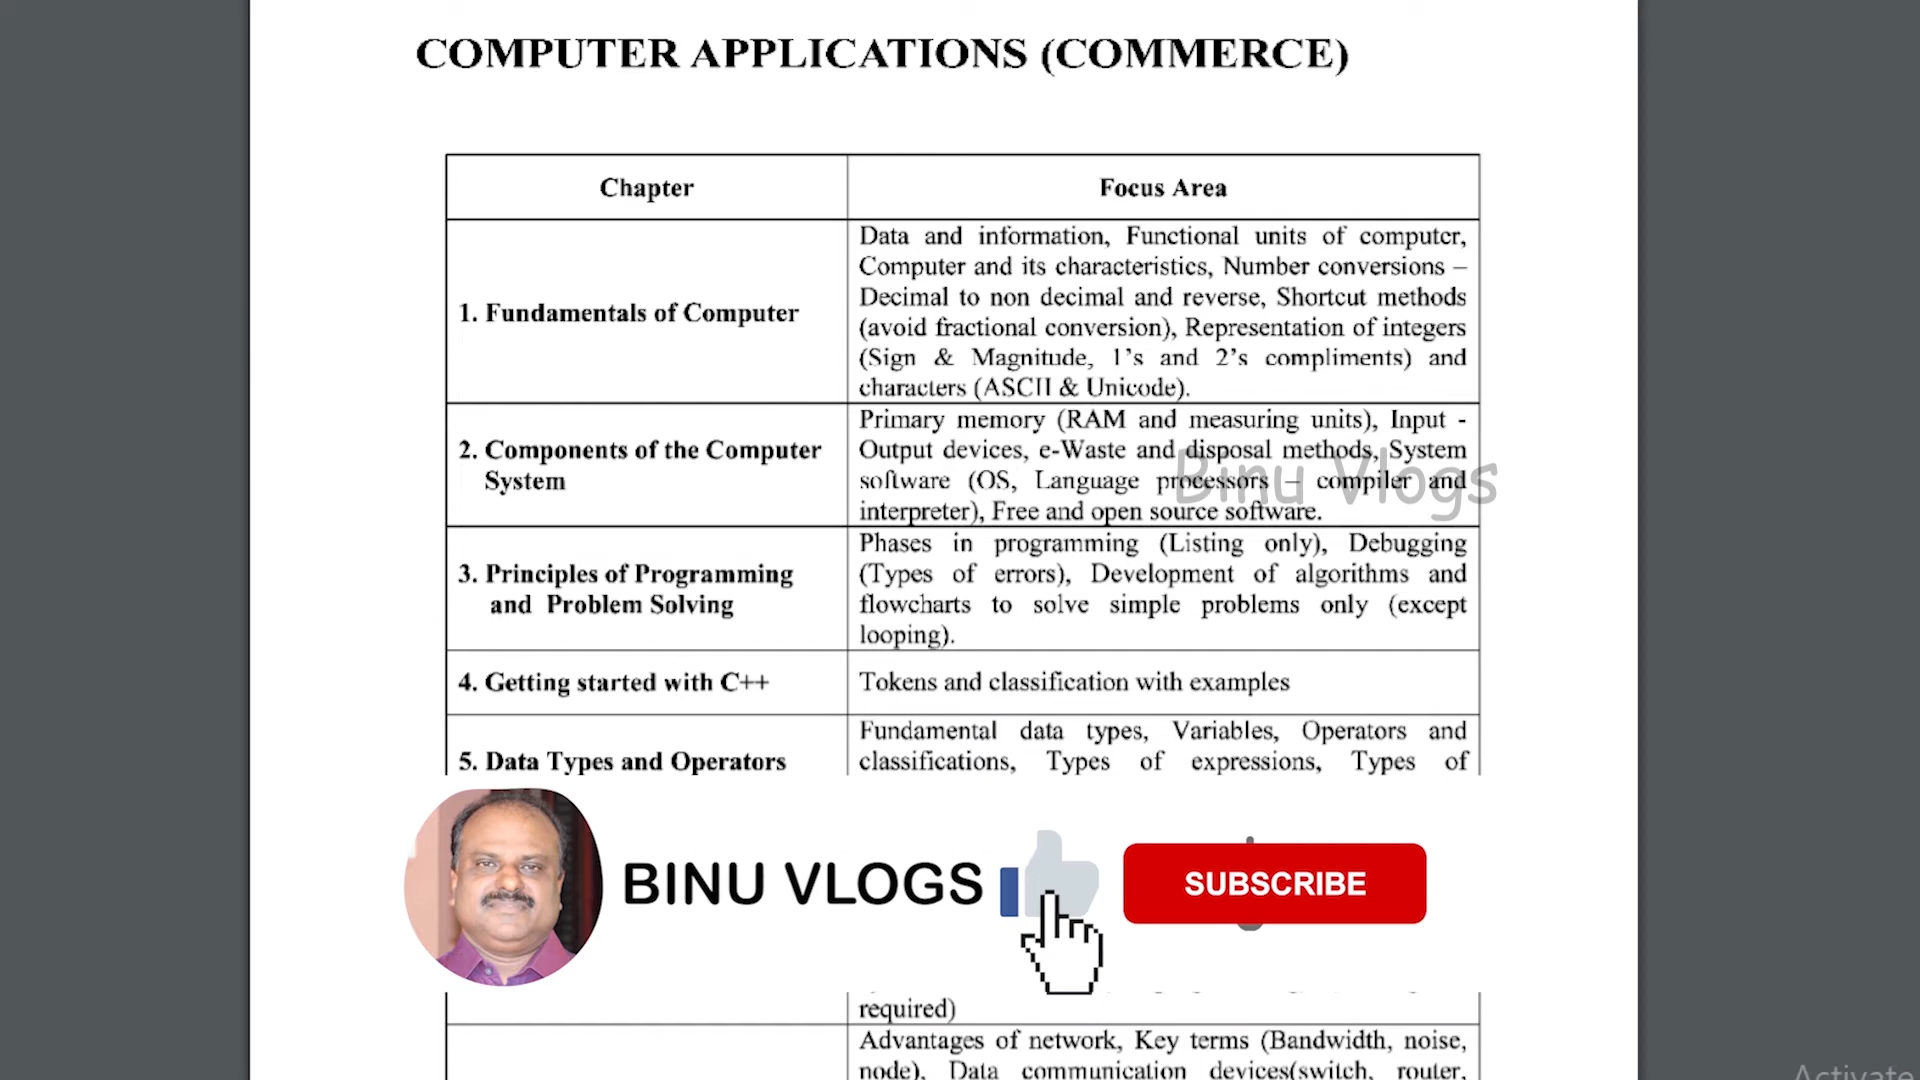 COMPUTER APPLICATIONS (COMMERCE)
Chapter
Focus Area
1. Fundamentals of Computer
Data and information, Functional units of computer,
Computer and its characteristics, Number conversions –
Decimal to non decimal and reverse, Shortcut methods
(avoid fractional conversion), Representation of integers
(Sign & Magnitude, 1’s and 2’s compliments) and
characters (ASCII & Unicode).
2. Components of the Computer
System
Primary memory (RAM and measuring units), Input -
Output devices, e-Waste and disposal methods, System
software (OS, Language processors – compiler and
interpreter), Free and open source software.
Binu Vlogs
3. Principles of Programming
and Problem Solving
Phases in programming (Listing only), Debugging
(Types of errors), Development of algorithms and
flowcharts to solve simple problems only (except
looping).
4. Getting started with C++
Tokens and classification with examples
5. Data Types and Operators
Fundamental data types, Variables, Operators and
classifications, Types of expressions, Types of
BINU VLOGS
SUBSCRIBE
required)
Advantages of network, Key terms (Bandwidth, noise,
node), Data communication devices(switch, router,